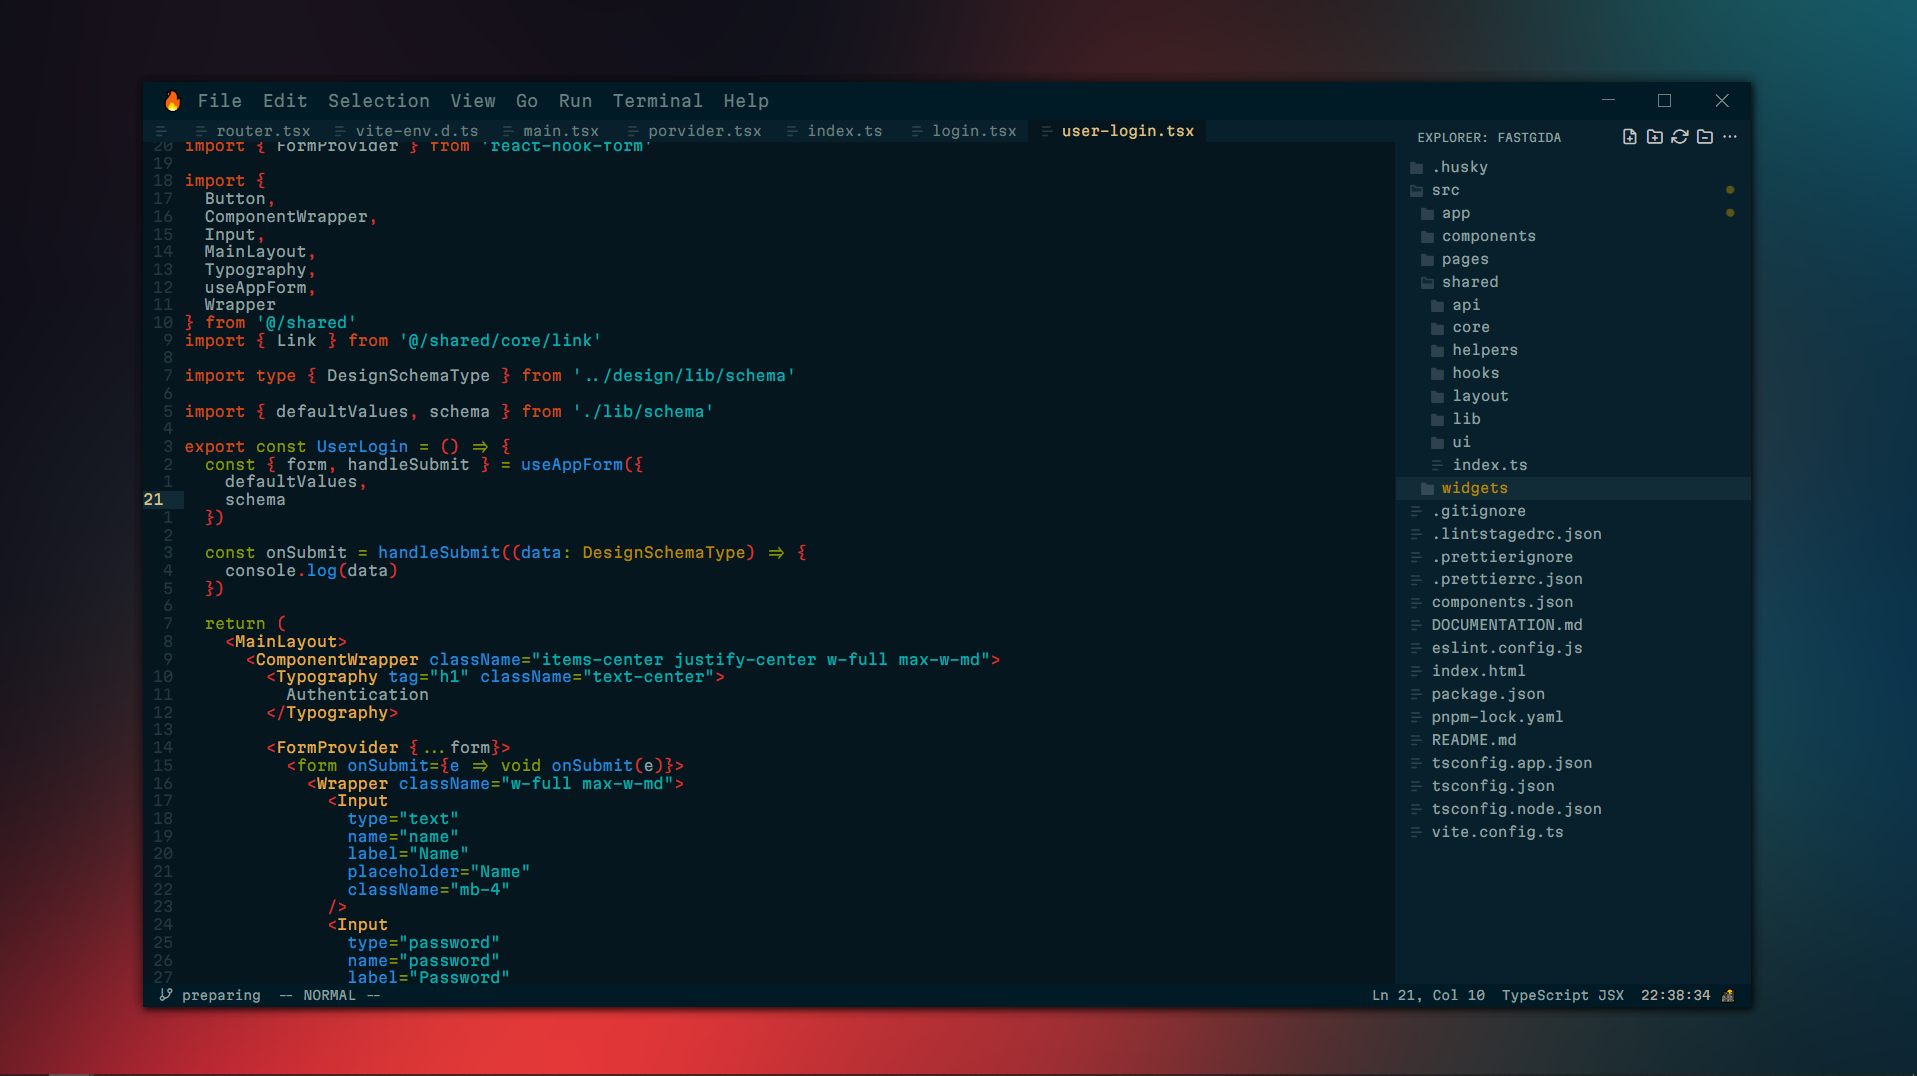 File Edit Selection View Go Run Terminal Help
router.tsx vite-env.d.ts main.tsx porvider.tsx index.ts login.tsx user-login.tsx
20 import { FormProvider } from 'react-hook-form'
19
18 import {
17 Button,
16 ComponentWrapper,
15 Input,
14 MainLayout,
13 Typography,
12 useAppForm,
11 Wrapper
10 } from '@/shared'
9 import { Link } from '@/shared/core/link'
8
7 import type { DesignSchemaType } from '../design/lib/schema'
6
5 import { defaultValues, schema } from './lib/schema'
4
3 export const UserLogin = () => {
2 const { form, handleSubmit } = useAppForm({
1 defaultValues,
21 schema
1 })
2
3 const onSubmit = handleSubmit((data: DesignSchemaType) => {
4 console.log(data)
5 })
6
7 return (
8 <MainLayout>
9 <ComponentWrapper className="items-center justify-center w-full max-w-md">
10 <Typography tag="h1" className="text-center">
11 Authentication
12 </Typography>
13
14 <FormProvider {...form}>
15 <form onSubmit={e => void onSubmit(e)}>
16 <Wrapper className="w-full max-w-md">
17 <Input
18 type="text"
19 name="name"
20 label="Name"
21 placeholder="Name"
22 className="mb-4"
23 />
24 <Input
25 type="password"
26 name="password"
27 label="Password"
EXPLORER: FASTGIDA
.husky
src
app
components
pages
shared
api
core
helpers
hooks
layout
lib
ui
index.ts
widgets
.gitignore
.lintstagedrc.json
.prettierignore
.prettierrc.json
components.json
DOCUMENTATION.md
eslint.config.js
index.html
package.json
pnpm-lock.yaml
README.md
tsconfig.app.json
tsconfig.json
tsconfig.node.json
vite.config.ts
preparing -- NORMAL -- Ln 21, Col 10 TypeScript JSX 22:38:34